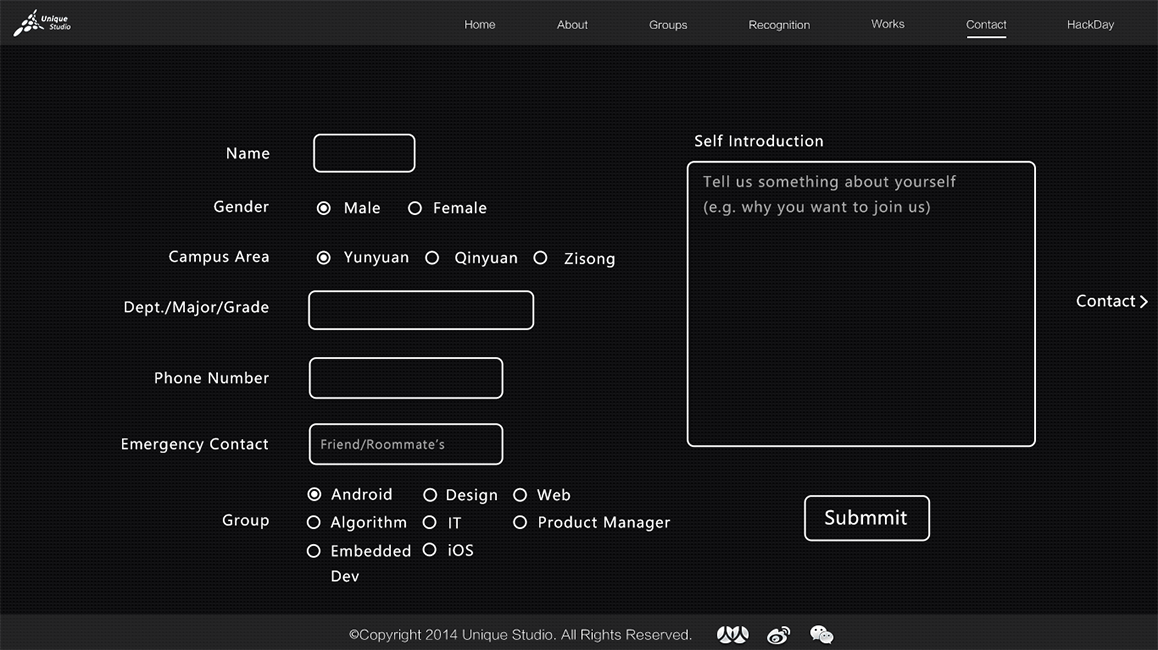 Unique
Studio
Home About Groups Recognition Works Contact HackDay
Name
Gender
Male Female
Campus Area
Yunyuan Qinyuan Zisong
Dept./Major/Grade
Phone Number
Emergency Contact
Friend/Roommate's
Group
Android Design Web
Algorithm IT Product Manager
Embedded iOS
Dev
Self Introduction
Tell us something about yourself
(e.g. why you want to join us)
Contact
Submmit
©Copyright 2014 Unique Studio. All Rights Reserved.